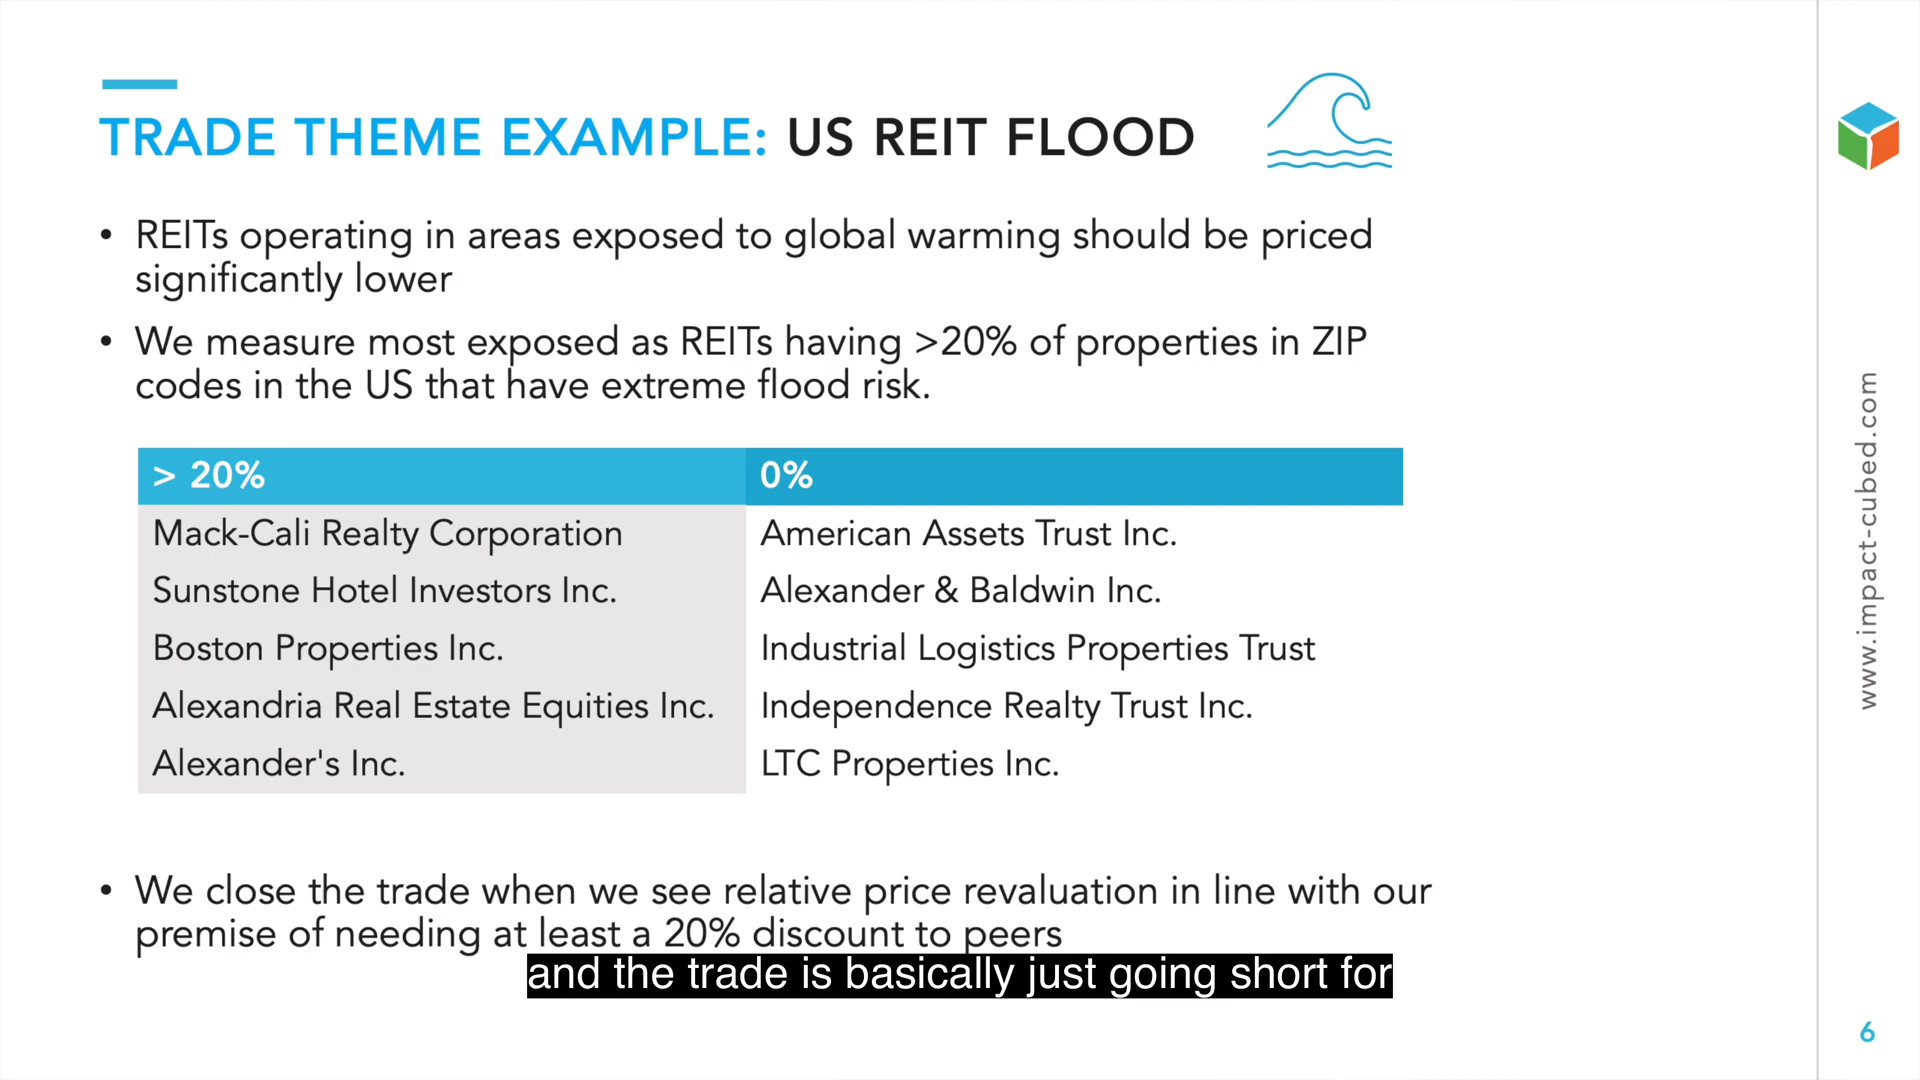 TRADE THEME EXAMPLE: US REIT FLOOD
• REITs operating in areas exposed to global warming should be priced
significantly lower
• We measure most exposed as REITs having >20% of properties in ZIP
codes in the US that have extreme flood risk.
> 20% 0%
Mack-Cali Realty Corporation American Assets Trust Inc.
Sunstone Hotel Investors Inc. Alexander & Baldwin Inc.
Boston Properties Inc. Industrial Logistics Properties Trust
Alexandria Real Estate Equities Inc. Independence Realty Trust Inc.
Alexander's Inc. LTC Properties Inc.
• We close the trade when we see relative price revaluation in line with our
premise of needing at least a 20% discount to peers
and the trade is basically just going short for
www.impact-cubed.com
6